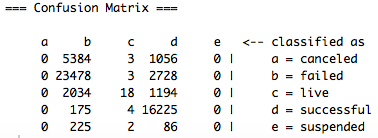 === Confusion Matrix ===
a b c d e <-- classified as
0 5384 3 1056 0 | a = canceled
0 23478 3 2728 0 | b = failed
0 2034 18 1194 0 | c = live
0 175 4 16225 0 | d = successful
0 225 2 86 0 | e = suspended